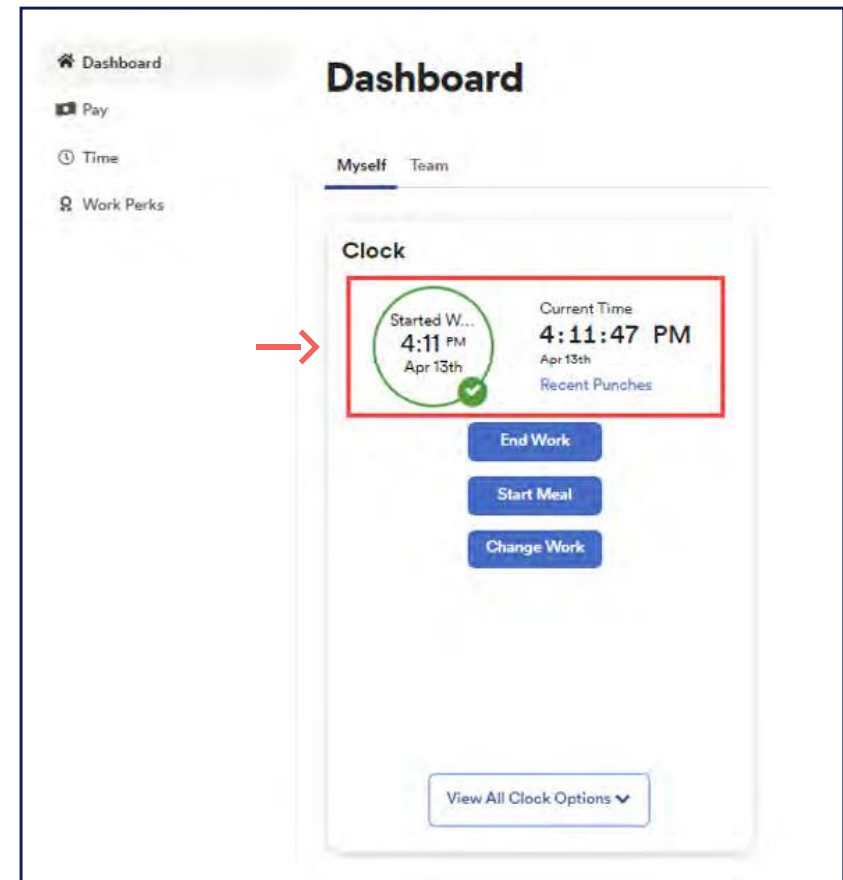 Dashboard
Pay
Time
Work Perks
Dashboard
Myself Team
Clock
Started W...
4:11 PM
Apr 13th
Current Time
4:11:47 PM
Apr 13th
Recent Punches
End Work
Start Meal
Change Work
View All Clock Options